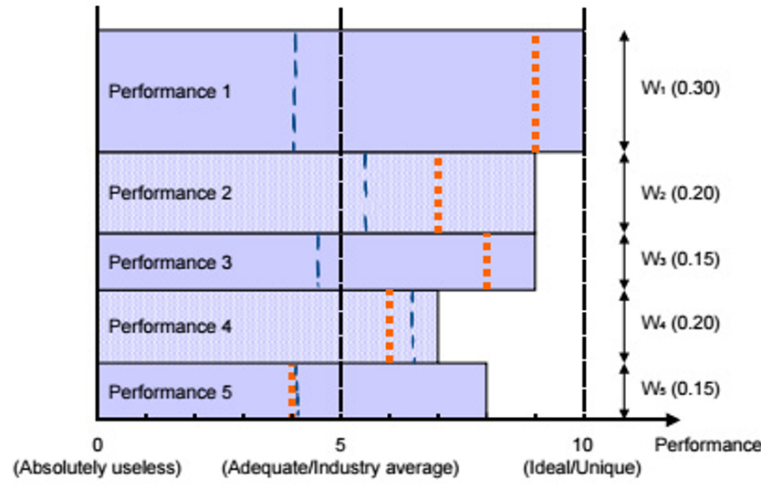 Performance 1
W₁ (0.30)
Performance 2
W₂ (0.20)
Performance 3
W₃ (0.15)
Performance 4
W₄ (0.20)
Performance 5
W₅ (0.15)
0 5 10 Performance
(Absolutely useless) (Adequate/Industry average) (Ideal/Unique)